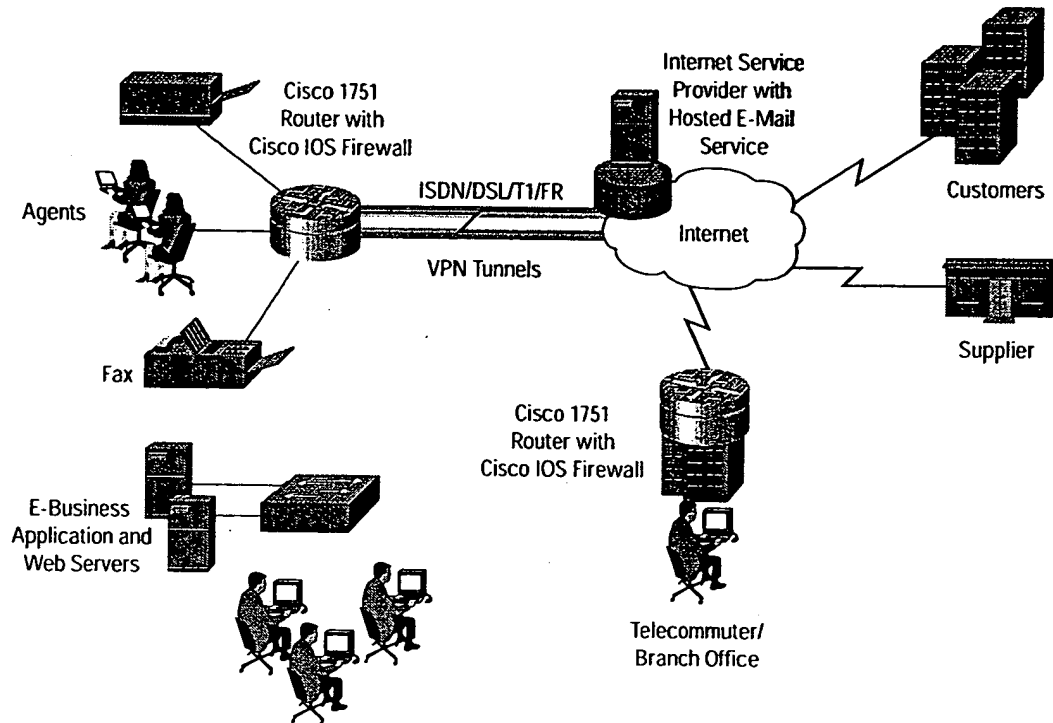 Cisco 1751
Router with
Cisco IOS Firewall
Internet Service
Provider with
Hosted E-Mail
Service
Customers
Agents
ISDN/DSL/T1/FR
Internet
VPN Tunnels
Supplier
Fax
Cisco 1751
Router with
Cisco IOS Firewall
E-Business
Application and
Web Servers
Telecommuter/
Branch Office